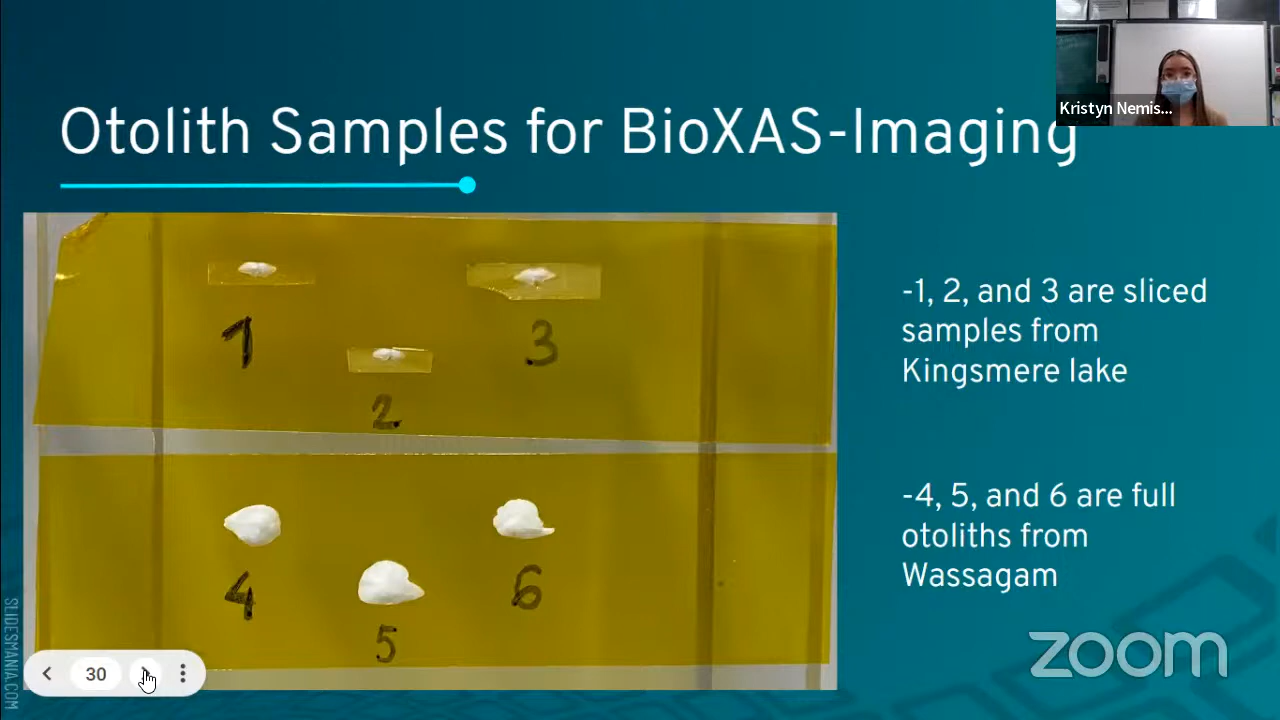 Kristyn Nemis...
Otolith Samples for BioXAS-Imaging
1
3
2
4
6
5
-1, 2, and 3 are sliced
samples from
Kingsmere lake
-4, 5, and 6 are full
otoliths from
Wassagam
SLIDESMANIA.COM
30
zoom